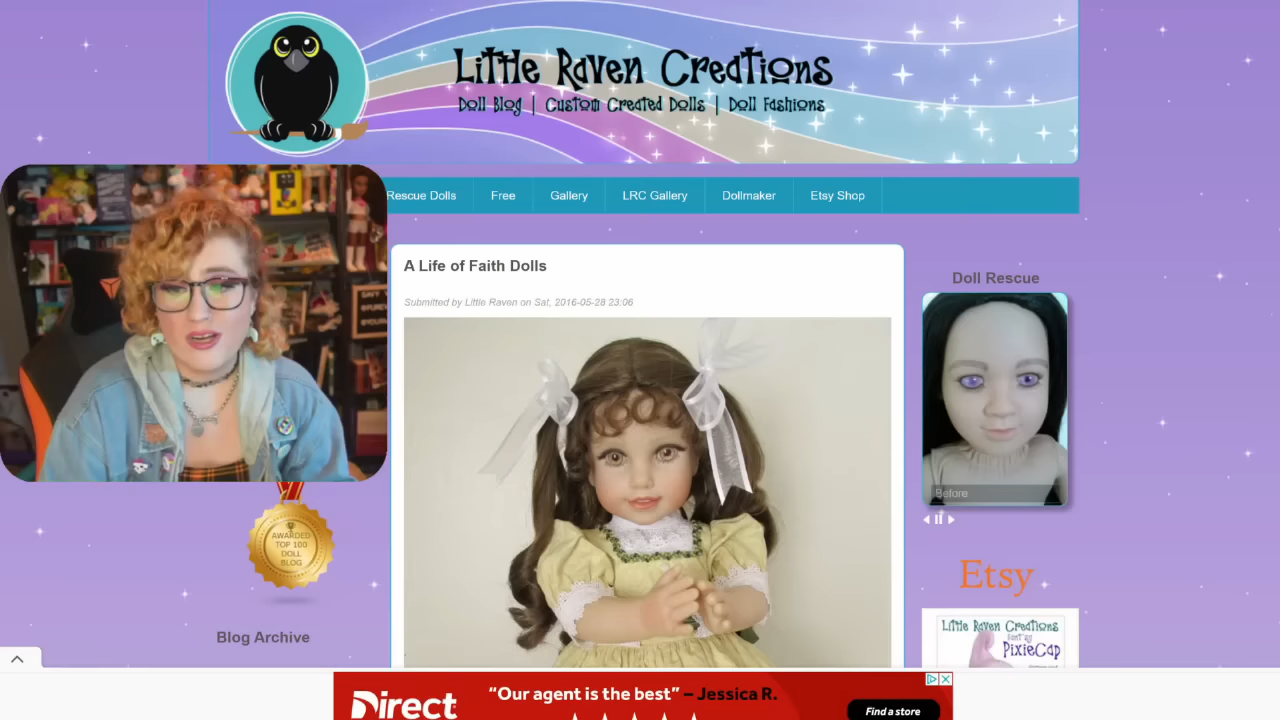 Little Raven Creations
Doll Blog | Custom Created Dolls | Doll Fashions
Rescue Dolls
Free
Gallery
LRC Gallery
Dollmaker
Etsy Shop
A Life of Faith Dolls
Submitted by Little Raven on Sat, 2016-05-28 23:06
Doll Rescue
Before
AWARDED
TOP 100
DOLL
BLOG
Etsy
Little Raven Creations
PixieCap
Blog Archive
Direct
“Our agent is the best” – Jessica R.
Find a store